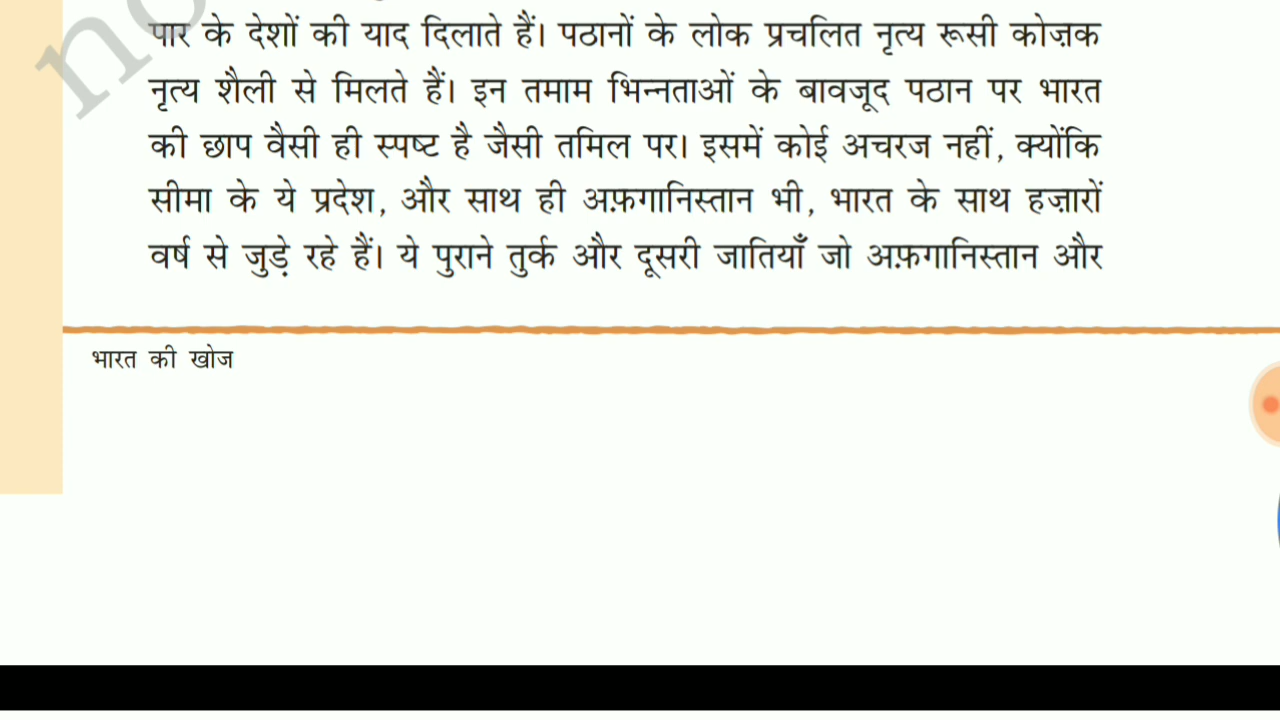 पार के देशों की याद दिलाते हैं। पठानों के लोक प्रचलित नृत्य रूसी कोज़क
नृत्य शैली से मिलते हैं। इन तमाम भिन्नताओं के बावजूद पठान पर भारत
की छाप वैसी ही स्पष्ट है जैसी तमिल पर। इसमें कोई अचरज नहीं, क्योंकि
सीमा के ये प्रदेश, और साथ ही अफ़गानिस्तान भी, भारत के साथ हज़ारों
वर्ष से जुड़े रहे हैं। ये पुराने तुर्क और दूसरी जातियाँ जो अफ़गानिस्तान और
भारत की खोज